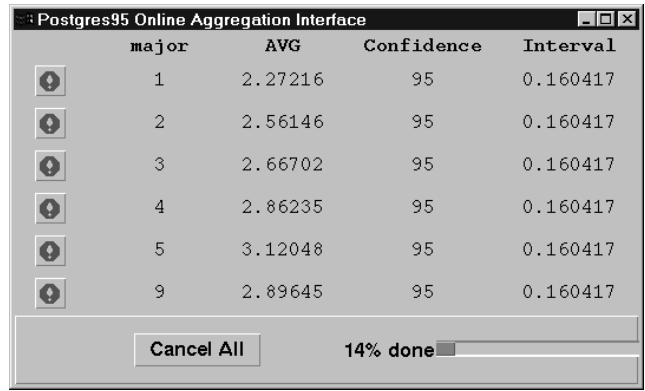 Postgres95 Online Aggregation Interface
major AVG Confidence Interval
1 2.27216 95 0.160417
2 2.56146 95 0.160417
3 2.66702 95 0.160417
4 2.86235 95 0.160417
5 3.12048 95 0.160417
9 2.89645 95 0.160417
Cancel All 14% done